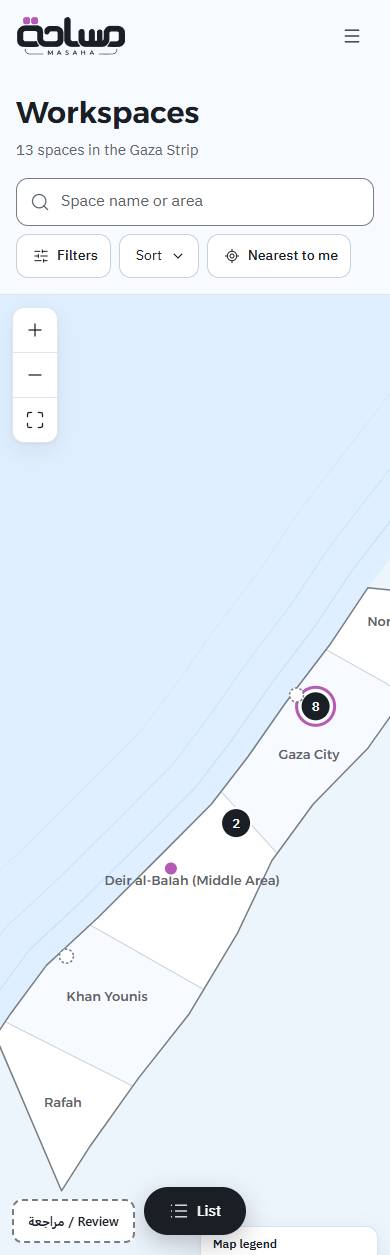 مساحة
MASAHA
Workspaces
13 spaces in the Gaza Strip
Space name or area
Filters
Sort
Nearest to me
Nor
8
Gaza City
2
Deir al-Balah (Middle Area)
Khan Younis
Rafah
مراجعة / Review
List
Map legend